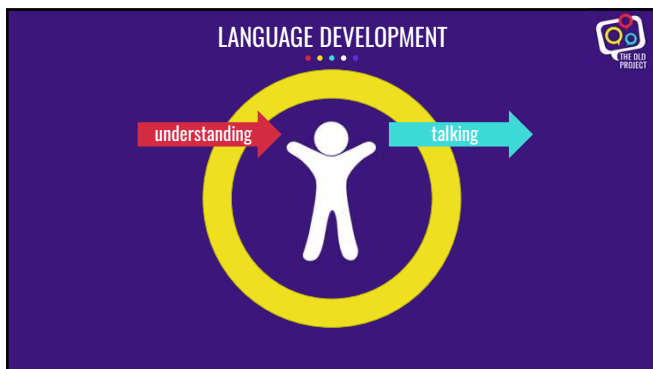 LANGUAGE DEVELOPMENT
THE DLD
PROJECT
understanding
talking